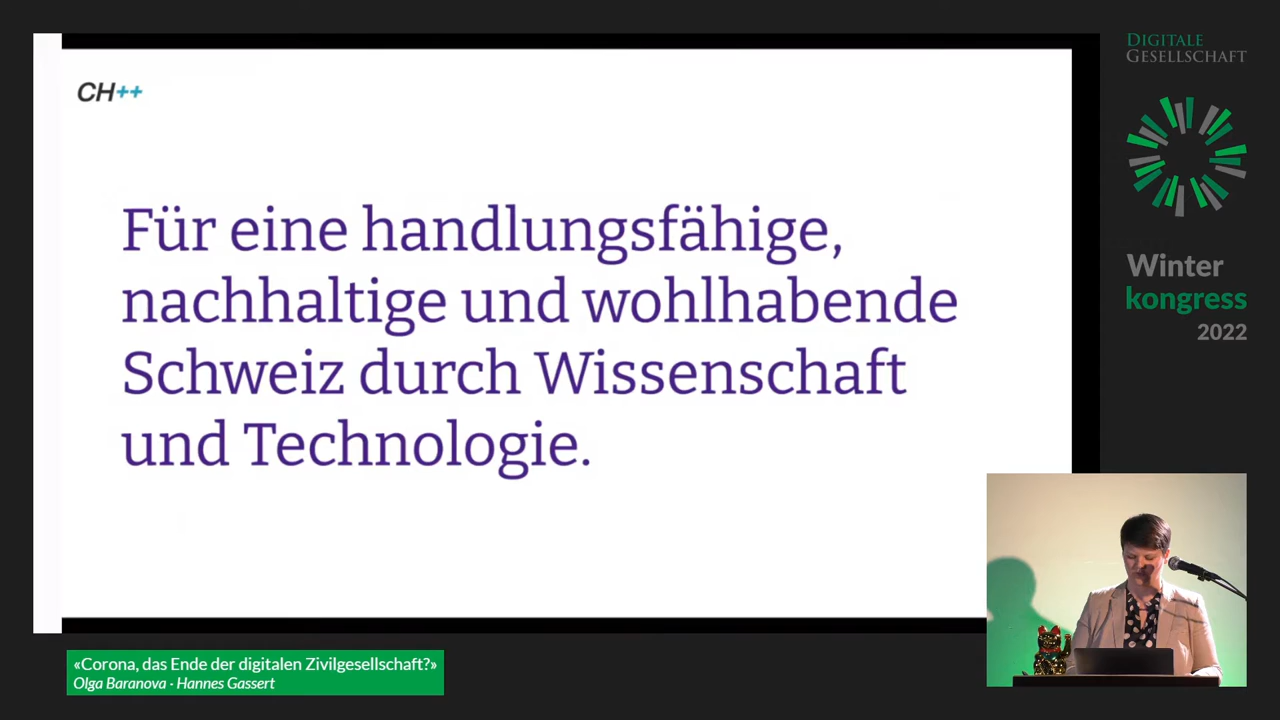 CH++
Für eine handlungsfähige,
nachhaltige und wohlhabende
Schweiz durch Wissenschaft
und Technologie.
DIGITALE
GESELLSCHAFT
Winter
kongress
2022
«Corona, das Ende der digitalen Zivilgesellschaft?»
Olga Baranova · Hannes Gassert